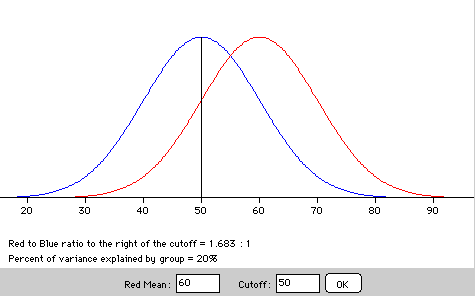 20 30 40 50 60 70 80 90
Red to Blue ratio to the right of the cutoff = 1.683 : 1
Percent of variance explained by group = 20%
Red Mean: 60 Cutoff: 50 OK